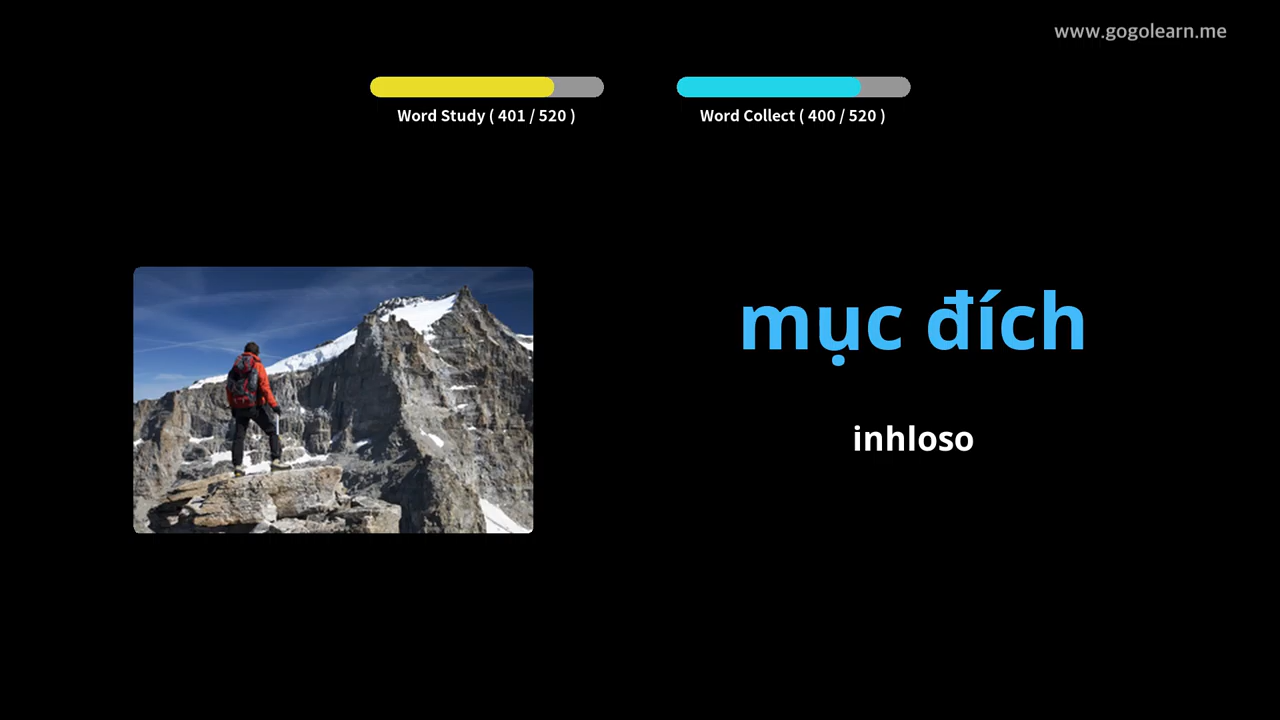 www.gogolearn.me
Word Study ( 401 / 520 )
Word Collect ( 400 / 520 )
mục đích
inhloso